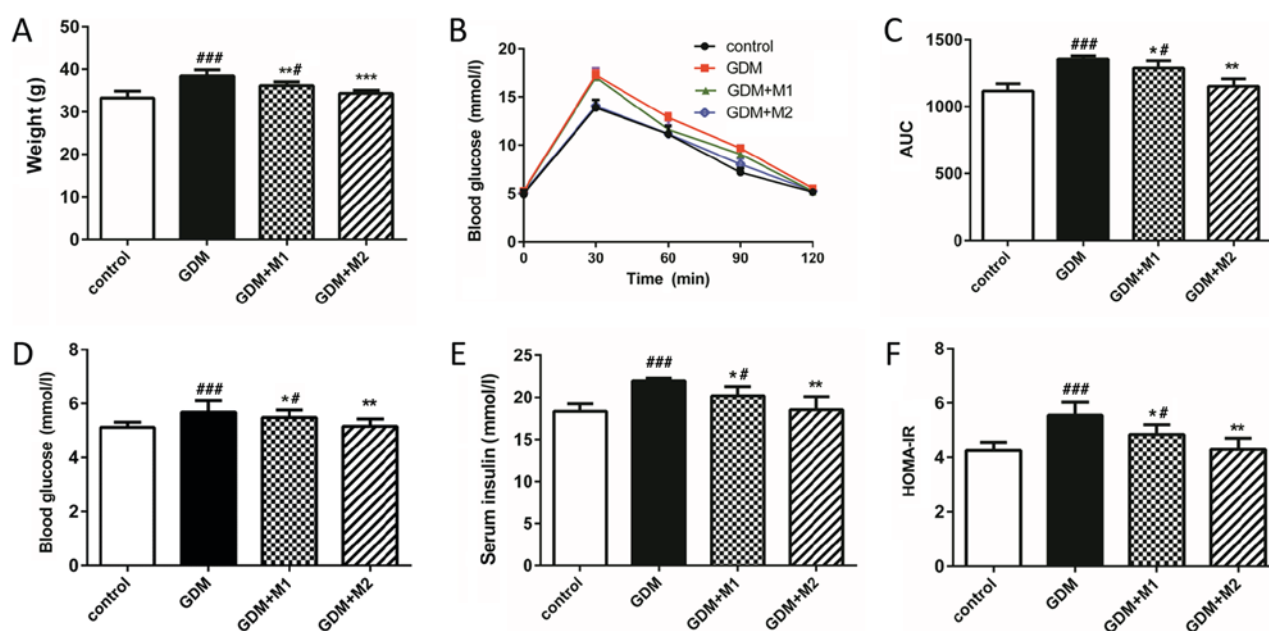 A
Weight (g)
50
40
30
20
10
0
###
**#
***
control
GDM
GDM+M1
GDM+M2
B
Blood glucose (mmol/l)
20
15
10
5
0
control
GDM
GDM+M1
GDM+M2
0
30
60
90
120
Time (min)
C
AUC
1500
1000
500
0
###
*#
**
control
GDM
GDM+M1
GDM+M2
D
Blood glucose (mmol/l)
8
6
4
2
0
###
*#
**
control
GDM
GDM+M1
GDM+M2
E
Serum insulin (mmol/l)
25
20
15
10
5
0
###
*#
**
control
GDM
GDM+M1
GDM+M2
F
HOMA-IR
8
6
4
2
0
###
*#
**
control
GDM
GDM+M1
GDM+M2